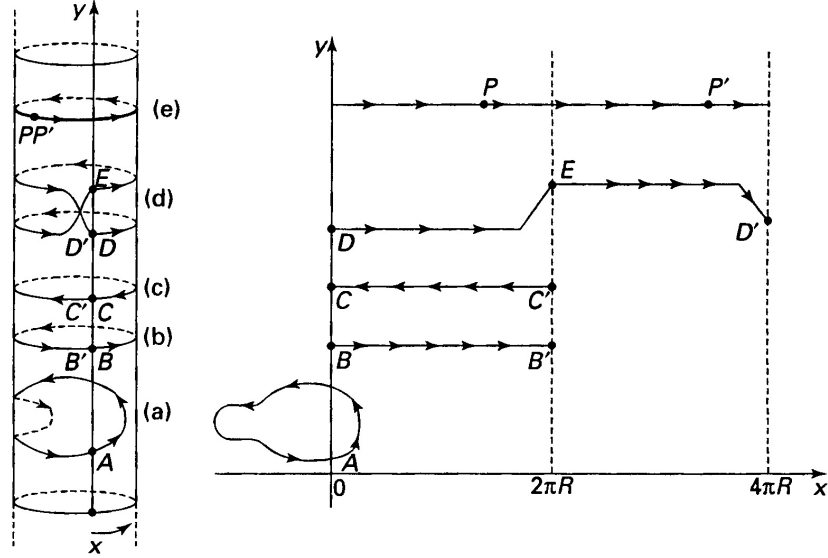 y
(e)
PP′
E
(d)
D′ D
(c)
C′ C
(b)
B′ B
(a)
A
x
y
P P′
E
D D′
C C′
B B′
A
0 2πR 4πR x